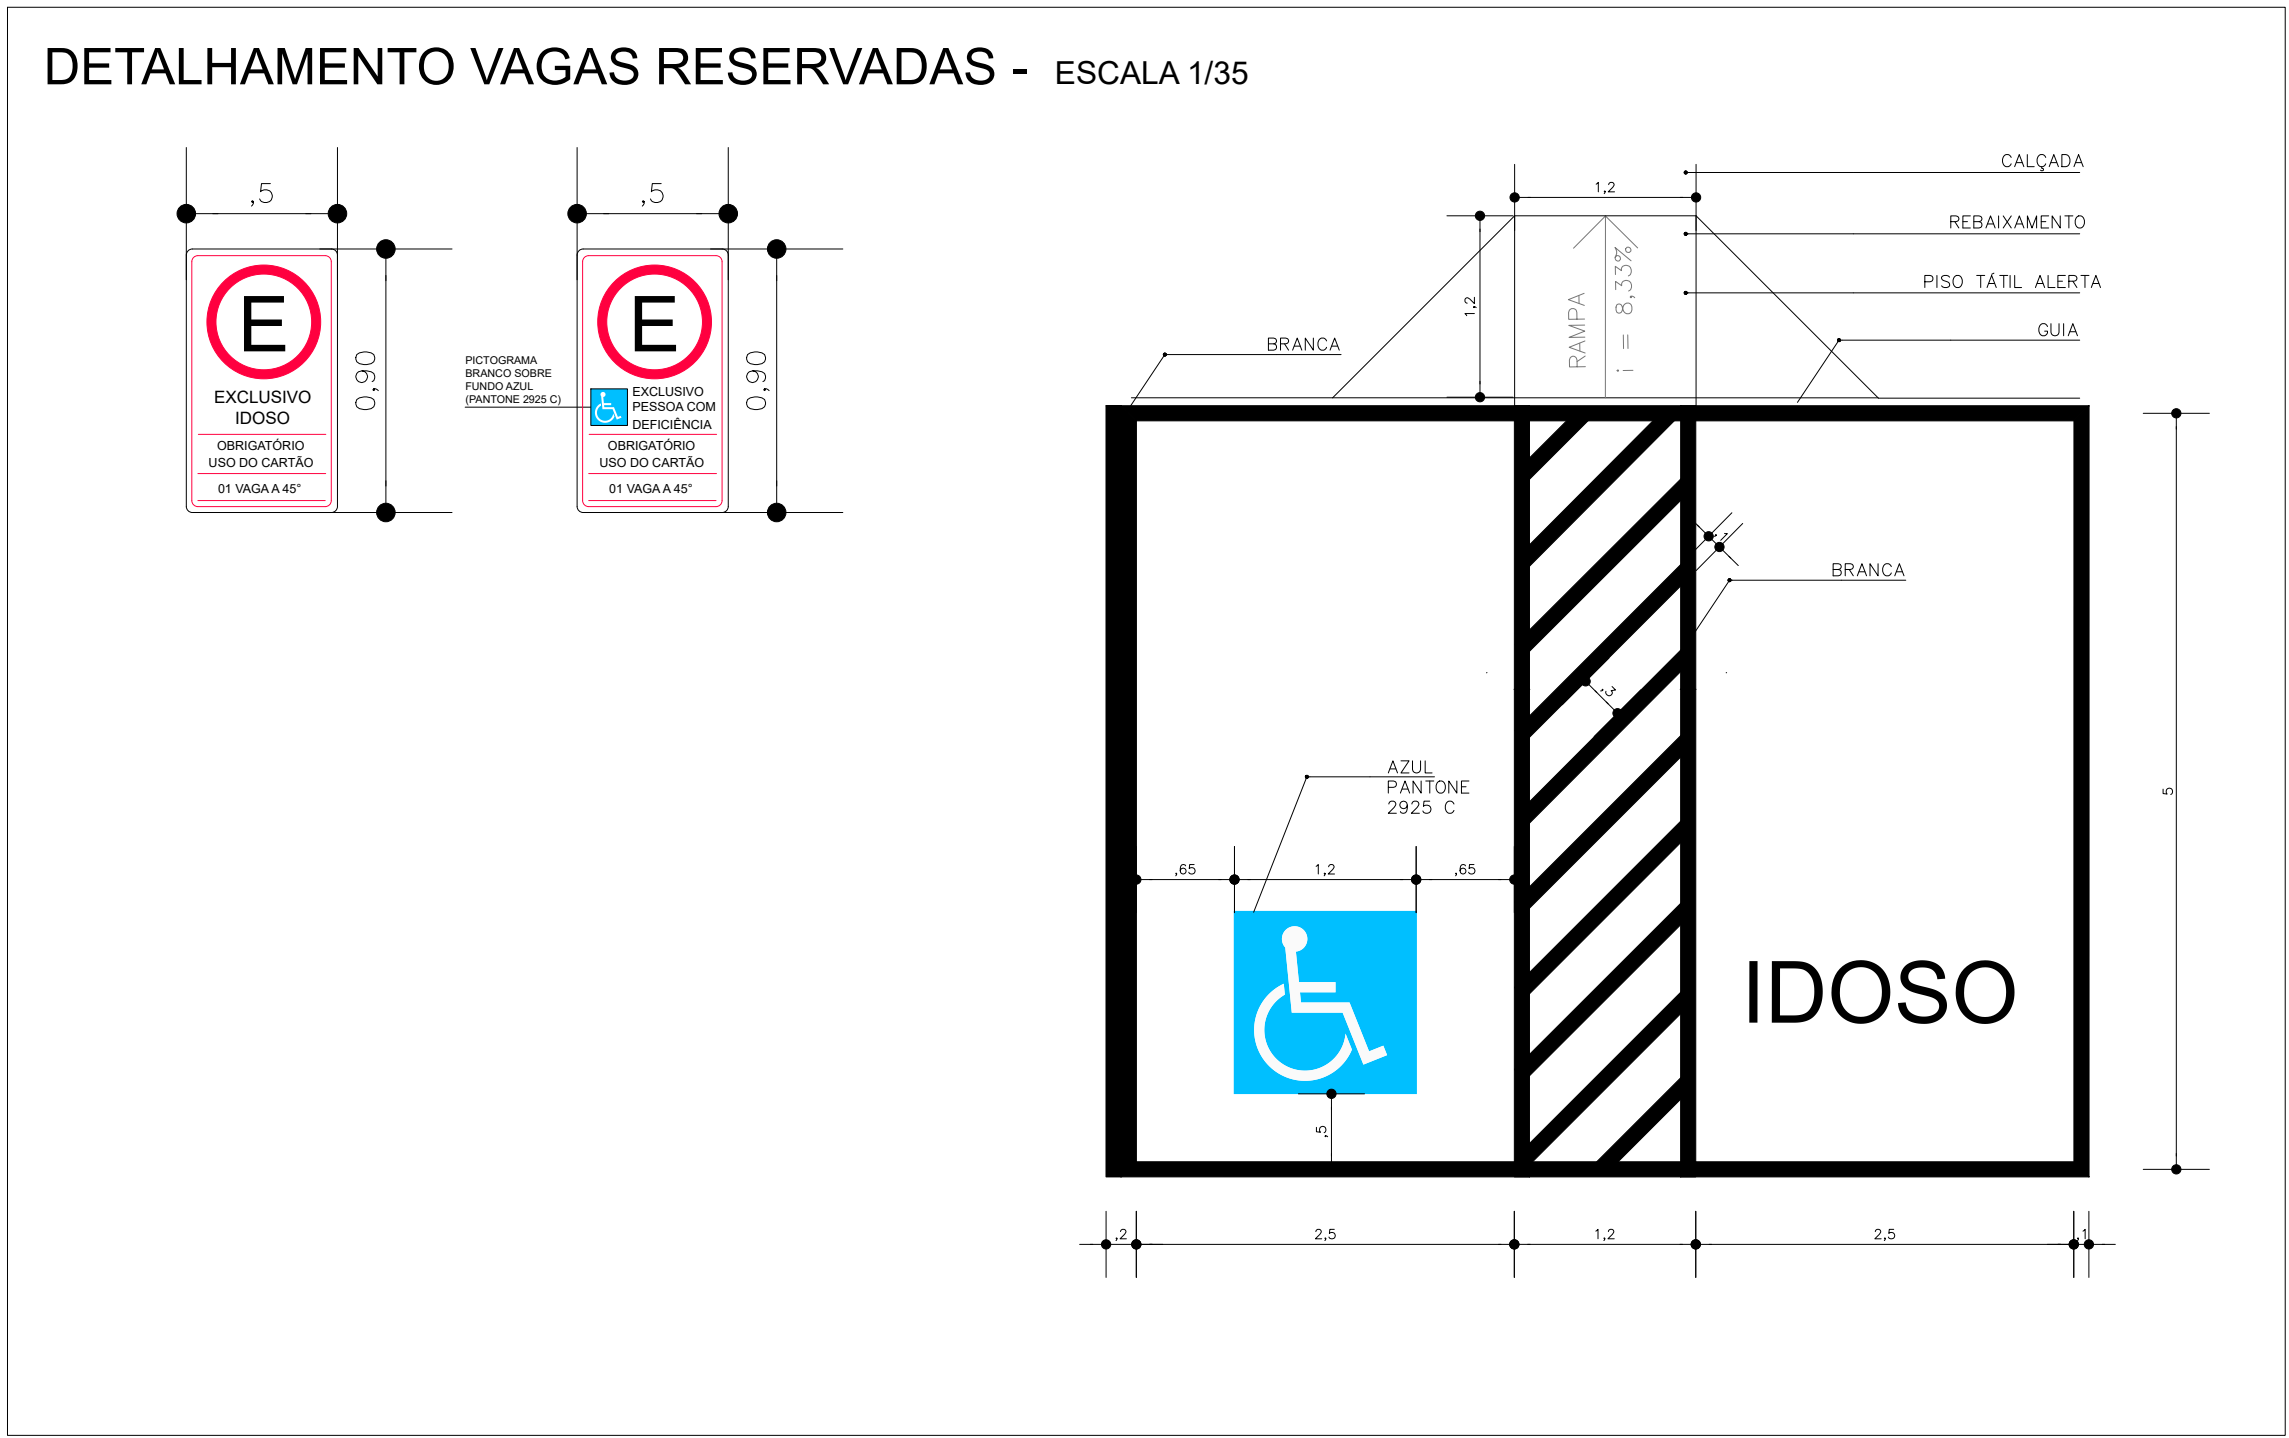 DETALHAMENTO VAGAS RESERVADAS - ESCALA 1/35
,5
0,90
E
EXCLUSIVO
IDOSO
OBRIGATÓRIO
USO DO CARTÃO
01 VAGA A 45°
,5
0,90
E
EXCLUSIVO
PESSOA COM
DEFICIÊNCIA
OBRIGATÓRIO
USO DO CARTÃO
01 VAGA A 45°
PICTOGRAMA
BRANCO SOBRE
FUNDO AZUL
(PANTONE 2925 C)
CALÇADA
1,2
REBAIXAMENTO
PISO TÁTIL ALERTA
GUIA
1,2
RAMPA
i = 8,33%
BRANCA
,1
BRANCA
,3
AZUL
PANTONE
2925 C
5
,65
1,2
,65
IDOSO
,5
,2
2,5
1,2
2,5
,1